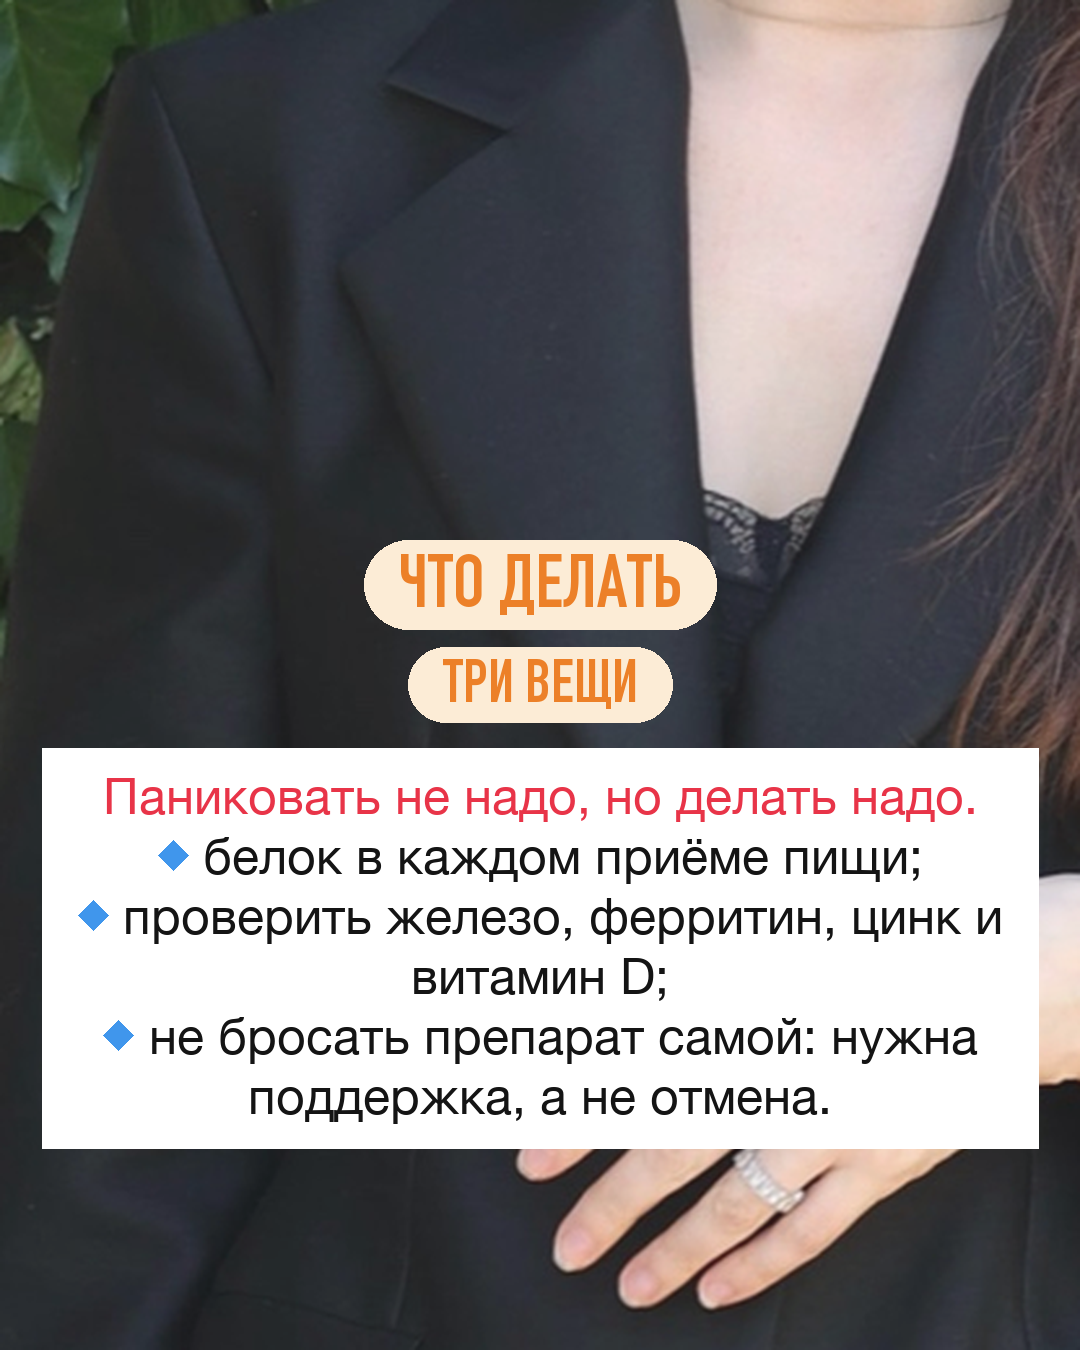 ЧТО ДЕЛАТЬ
ТРИ ВЕЩИ
Паниковать не надо, но делать надо.
🔹 белок в каждом приёме пищи;
🔹 проверить железо, ферритин, цинк и
витамин D;
🔹 не бросать препарат самой: нужна
поддержка, а не отмена.